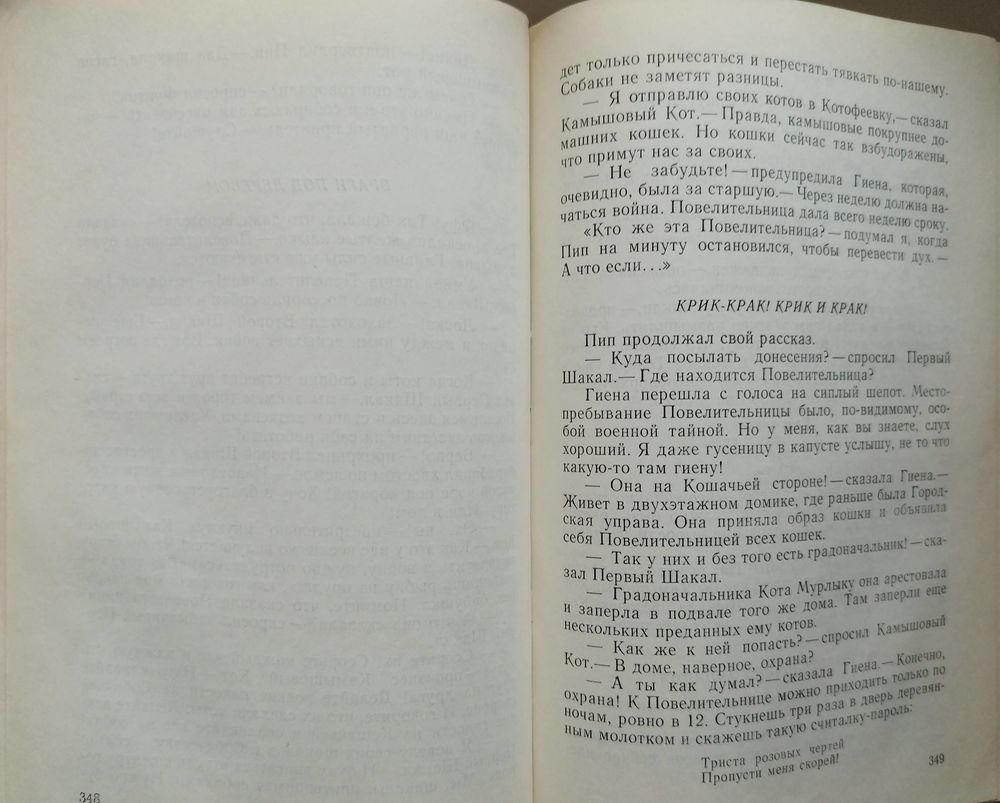 дет только причесаться и перестать тявкать по-нашему.
Собаки не заметят разницы.
— Я отправлю своих котов в Котофеевку,— сказал
Камышовый Кот.— Правда, камышовые покрупнее до-
машних кошек. Но кошки сейчас так взбудоражены,
что примут нас за своих.
— Не забудьте! — предупредила Гиена, которая,
очевидно, была за старшую.— Через неделю должна на-
чаться война. Повелительница дала всего неделю сроку.
«Кто же эта Повелительница? — подумал я, когда
Пип на минуту остановился, чтобы перевести дух.—
А что если...»
КРИК-КРАК! КРИК И КРАК!
Пип продолжал свой рассказ.
— Куда посылать донесения? — спросил Первый
Шакал.— Где находится Повелительница?
Гиена перешла с голоса на сиплый шепот. Место-
пребывание Повелительницы было, по-видимому, осо-
бой военной тайной. Но у меня, как вы знаете, слух
хороший. Я даже гусеницу в капусте услышу, не то что
какую-то там гиену!
— Она на Кошачьей стороне! — сказала Гиена.—
Живет в двухэтажном домике, где раньше была Город-
ская управа. Она приняла образ кошки и объявила
себя Повелительницей всех кошек.
— Так у них и без того есть градоначальник! — ска-
зал Первый Шакал.
— Градоначальника Кота Мурлыку она арестовала
и заперла в подвале того же дома. Там заперли еще
нескольких преданных ему котов.
— Как же к ней попасть? — спросил Камышовый
Кот.— В доме, наверное, охрана?
— А ты как думал? — сказала Гиена.— Конечно,
охрана! К Повелительнице можно приходить только по
ночам, ровно в 12. Стукнешь три раза в дверь деревян-
ным молотком и скажешь такую считалку-пароль:
Триста розовых чертей
Пропусти меня скорей!
348
349